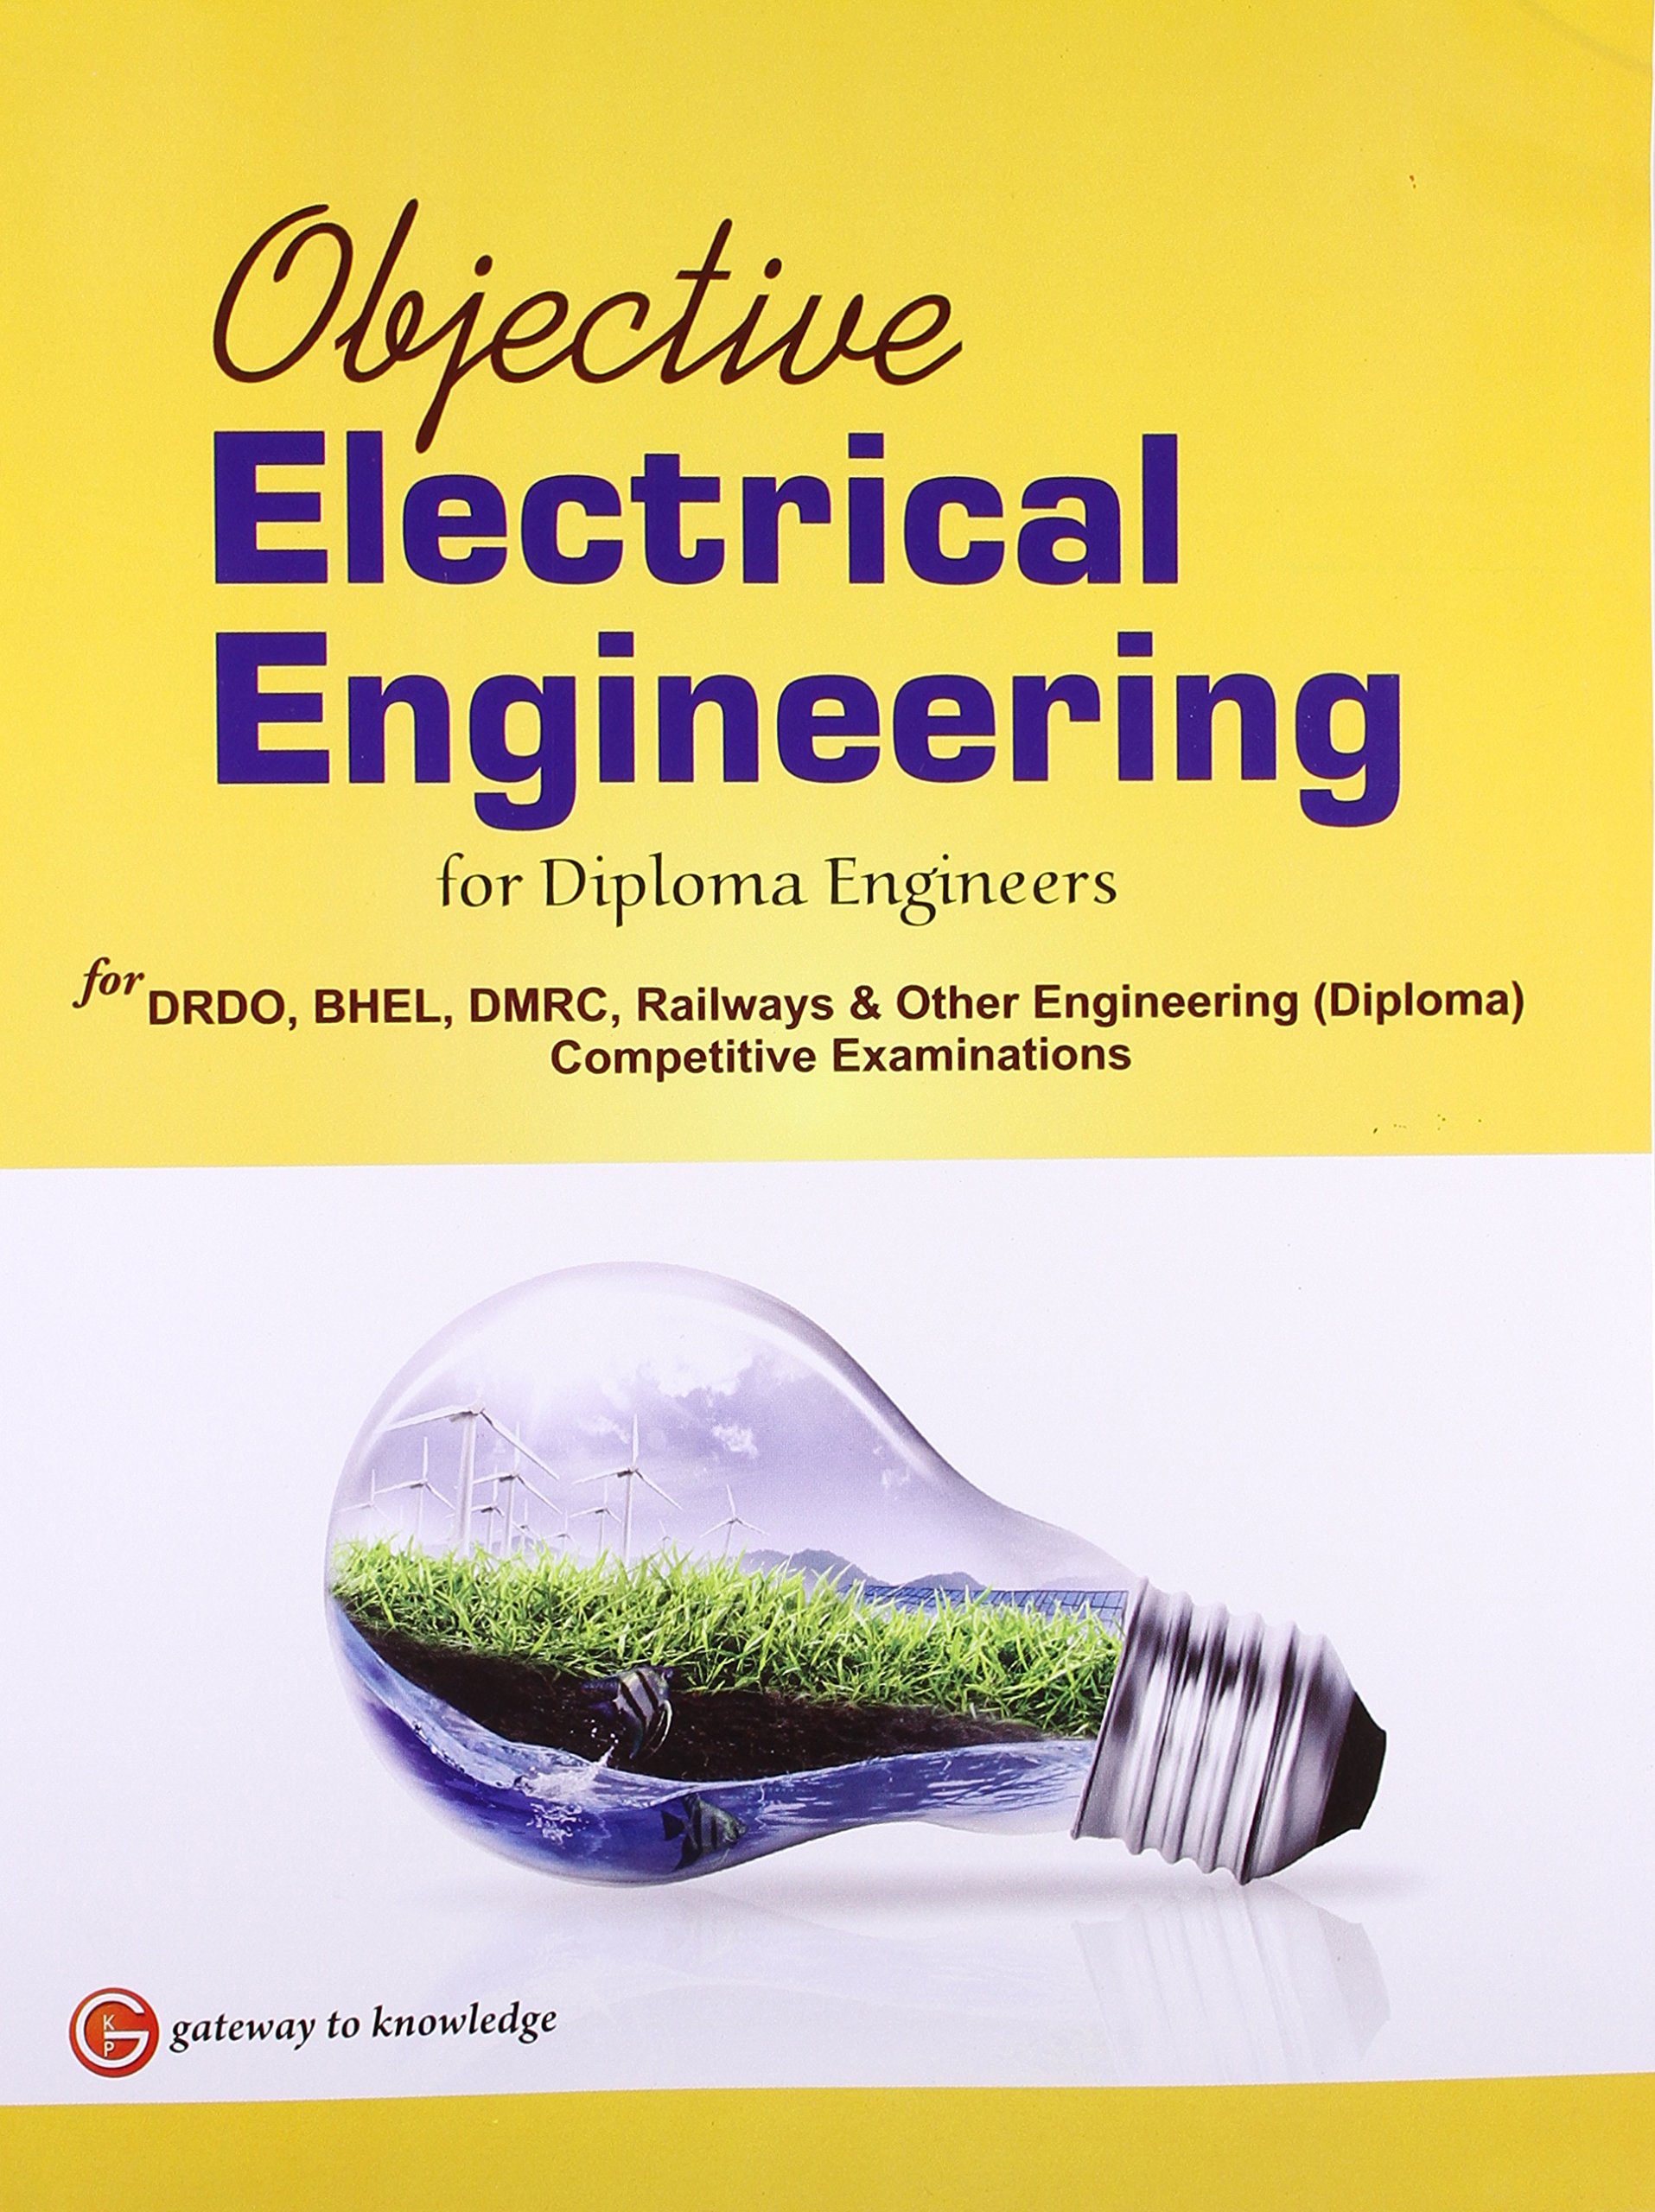 Objective
Electrical
Engineering
for Diploma Engineers
for DRDO, BHEL, DMRC, Railways & Other Engineering (Diploma)
Competitive Examinations
GKP gateway to knowledge